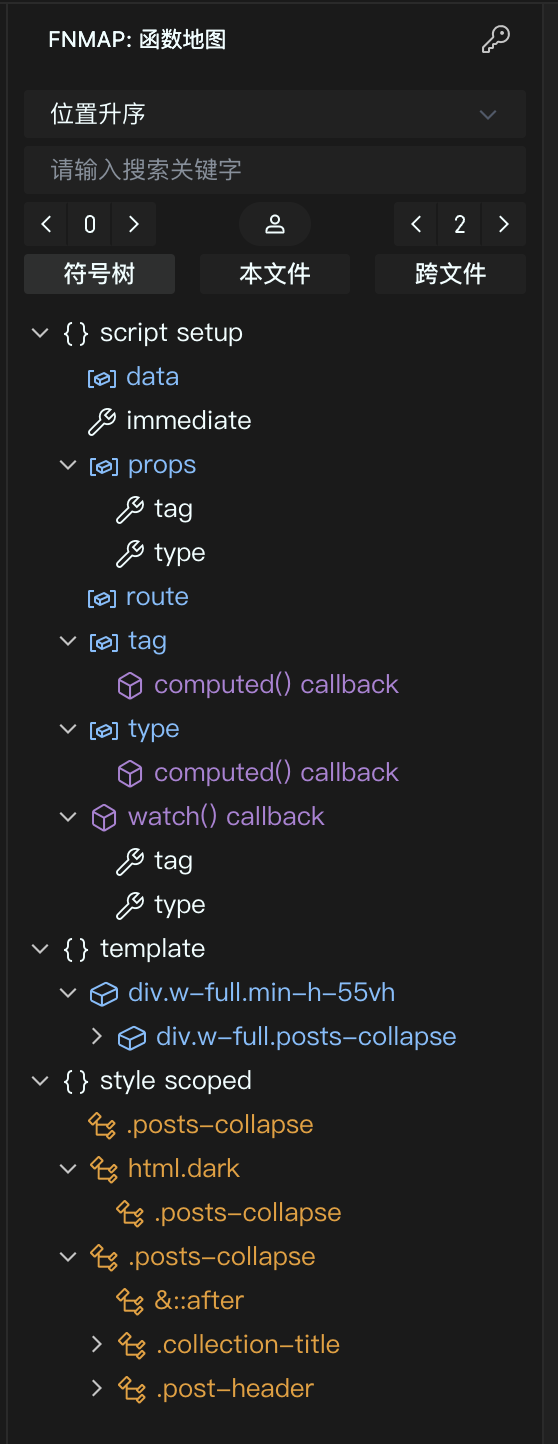 FNMAP: 函数地图
位置升序
请输入搜索关键字
0 2
符号树 本文件 跨文件
{} script setup
data
immediate
props
tag
type
route
tag
computed() callback
type
computed() callback
watch() callback
tag
type
{} template
div.w-full.min-h-55vh
div.w-full.posts-collapse
{} style scoped
.posts-collapse
html.dark
.posts-collapse
.posts-collapse
&::after
.collection-title
.post-header